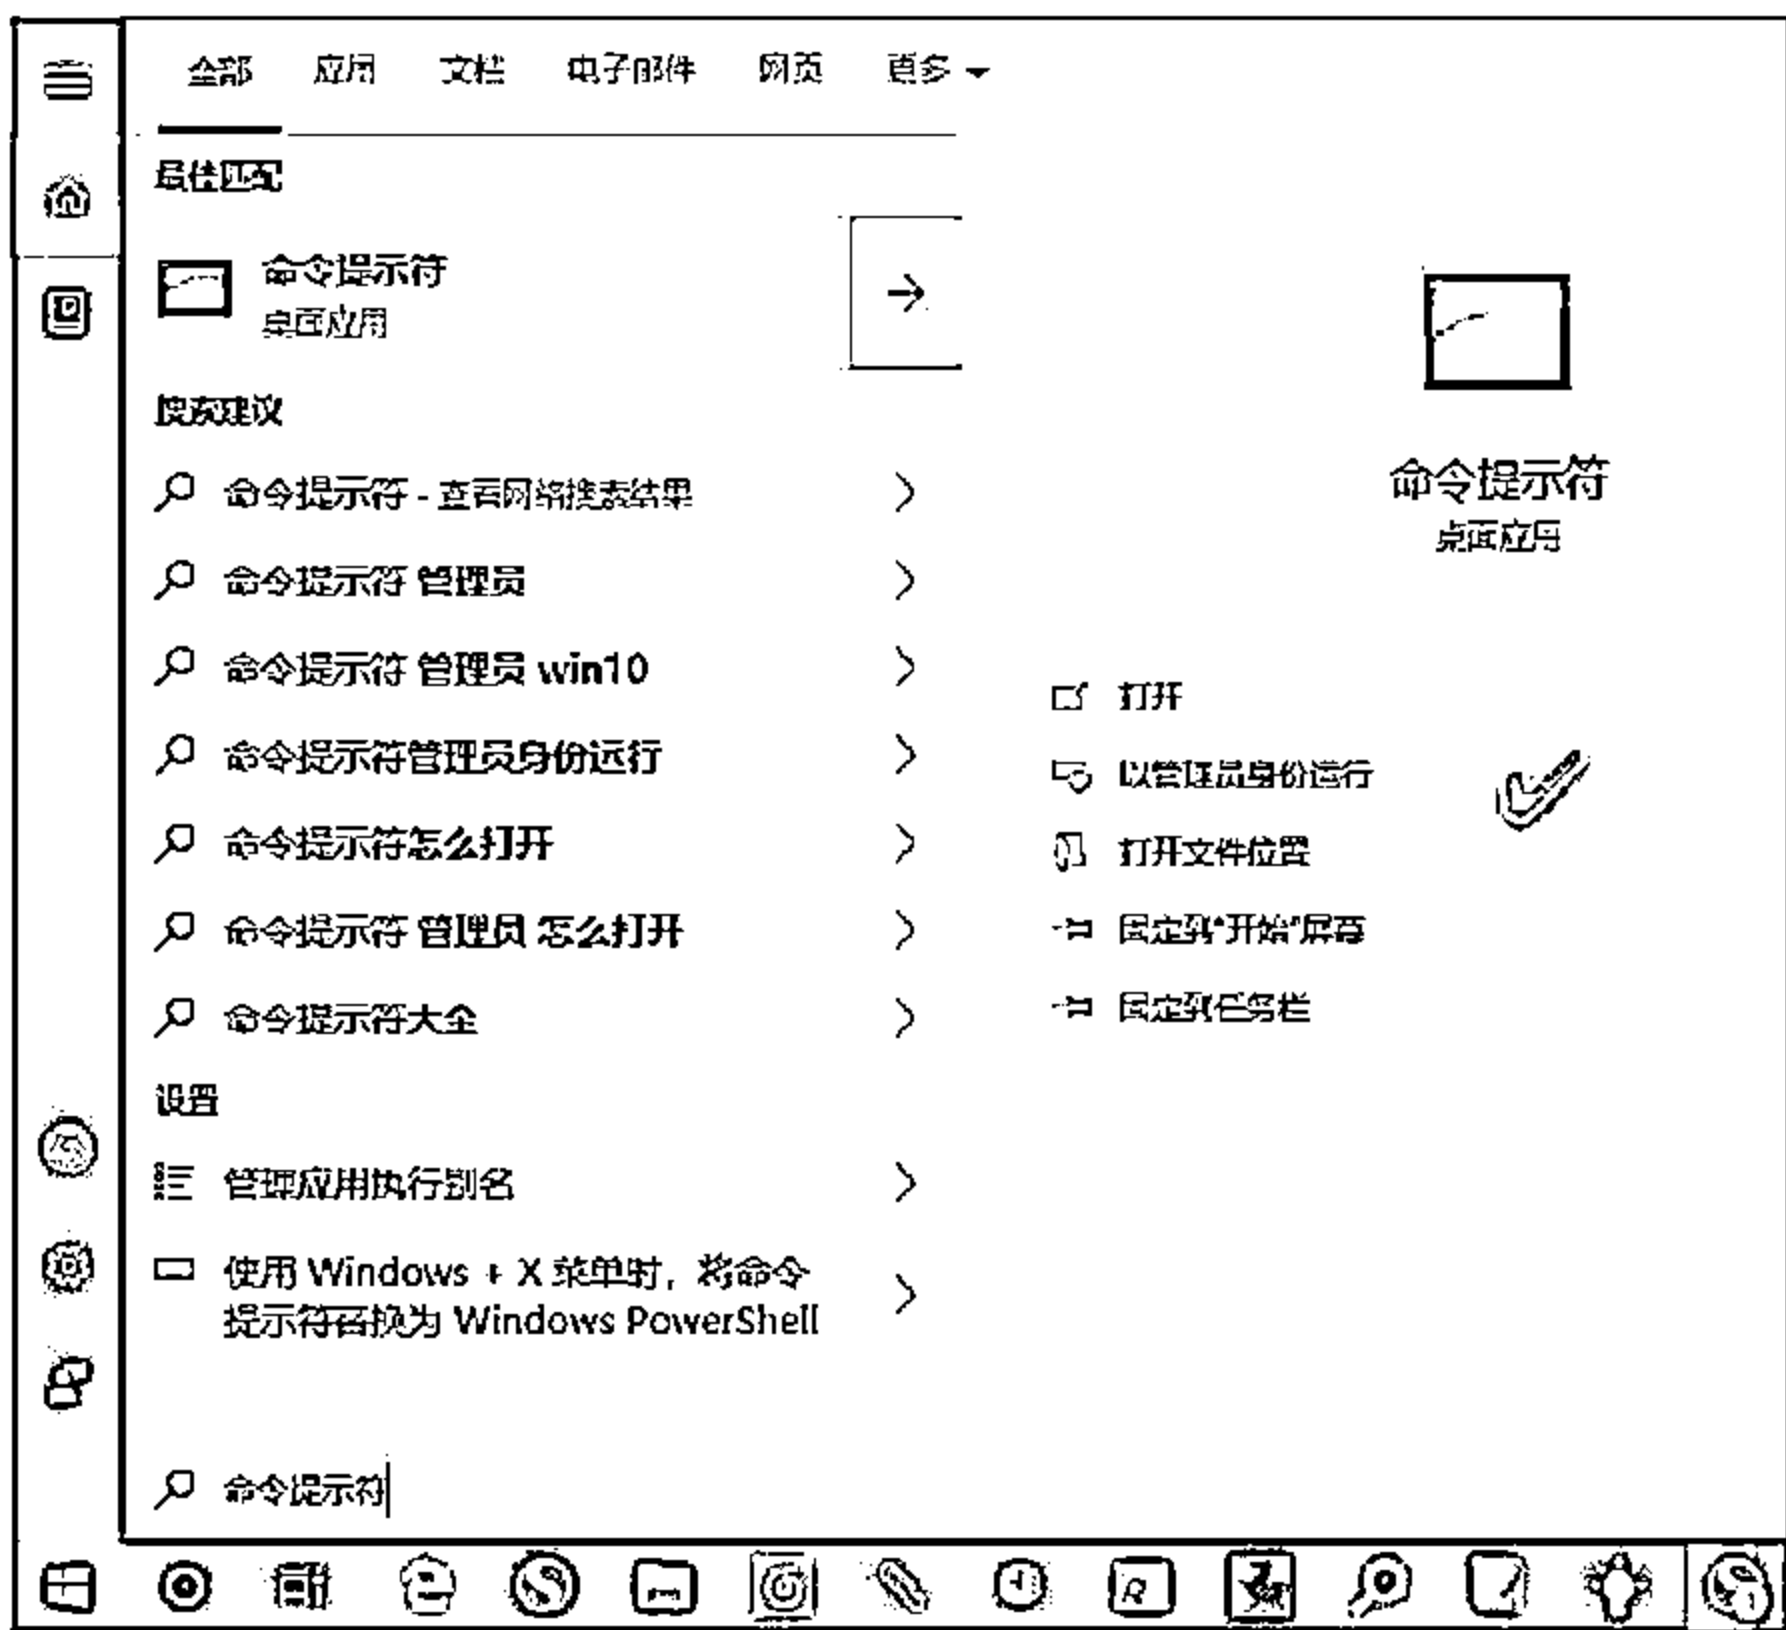 全部 应用 文档 电子邮件 网页 更多
最佳匹配
命令提示符
桌面应用
搜索建议
命令提示符 - 查看网络搜索结果
命令提示符 管理员
命令提示符 管理员 win10
命令提示符管理员身份运行
命令提示符怎么打开
命令提示符 管理员 怎么打开
命令提示符大全
设置
管理应用执行别名
使用 Windows + X 菜单时，将命令
提示符替换为 Windows PowerShell
命令提示符
命令提示符
桌面应用
打开
以管理员身份运行
打开文件位置
固定到"开始"屏幕
固定到任务栏